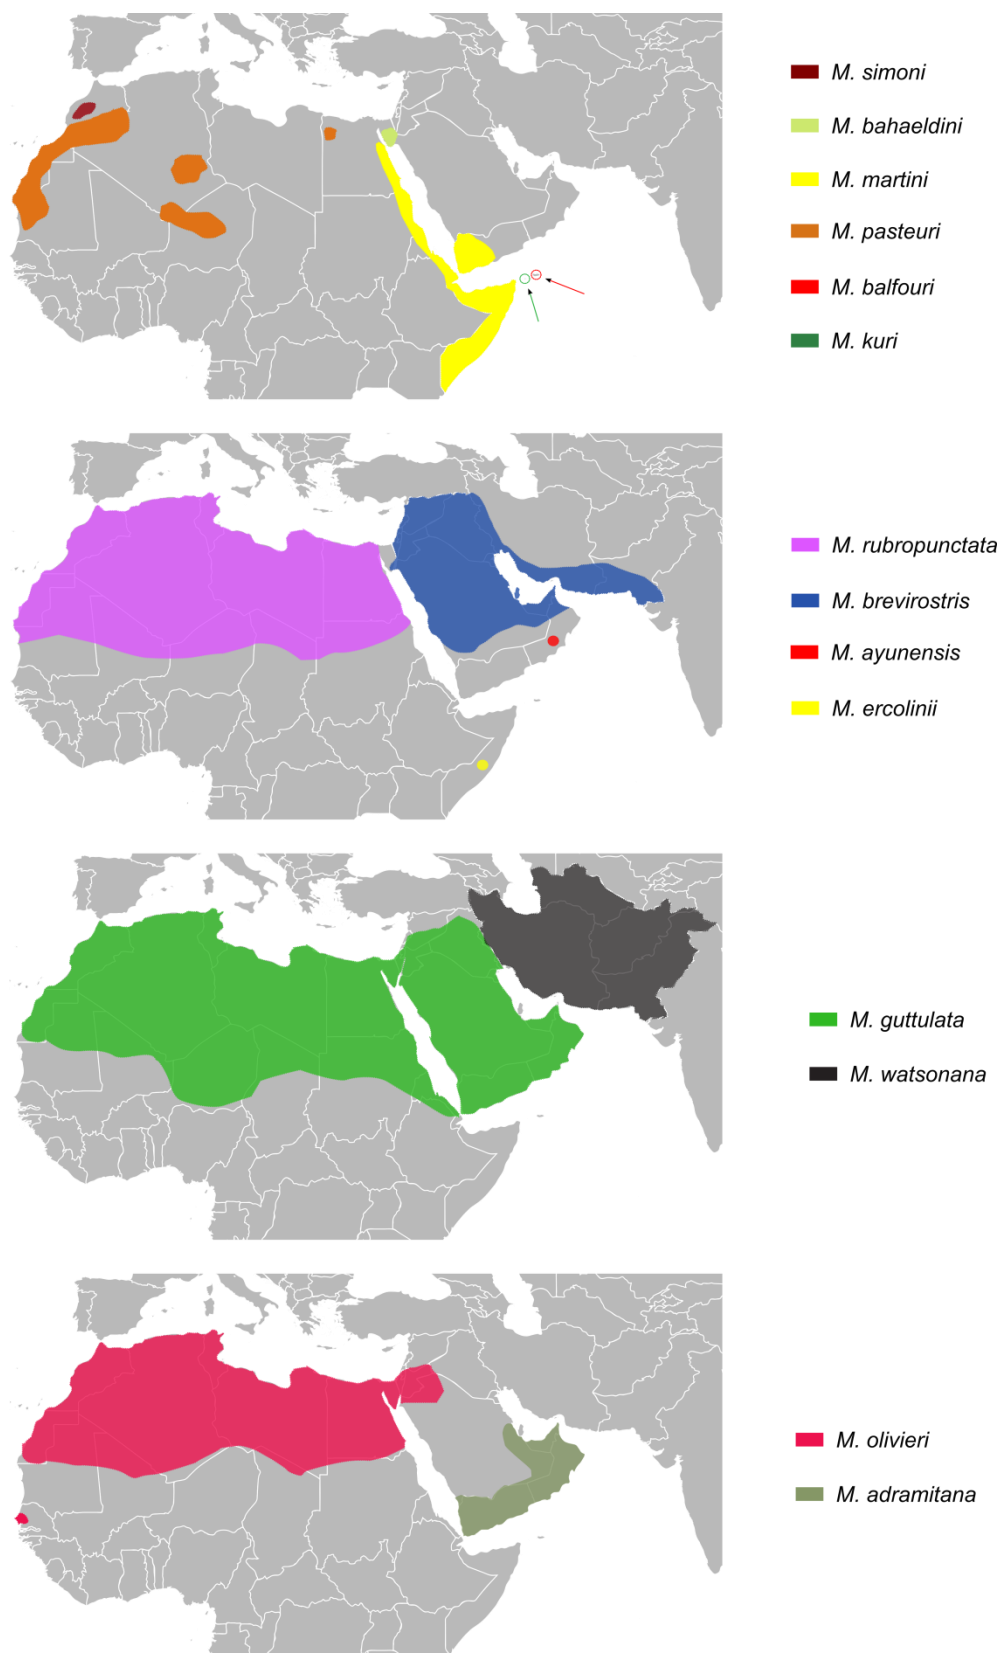 M. simoni
M. bahaeldini
M. martini
M. pasteuri
M. balfouri
M. kuri
M. rubropunctata
M. brevirostris
M. ayunensis
M. ercolinii
M. guttulata
M. watsonana
M. olivieri
M. adramitana